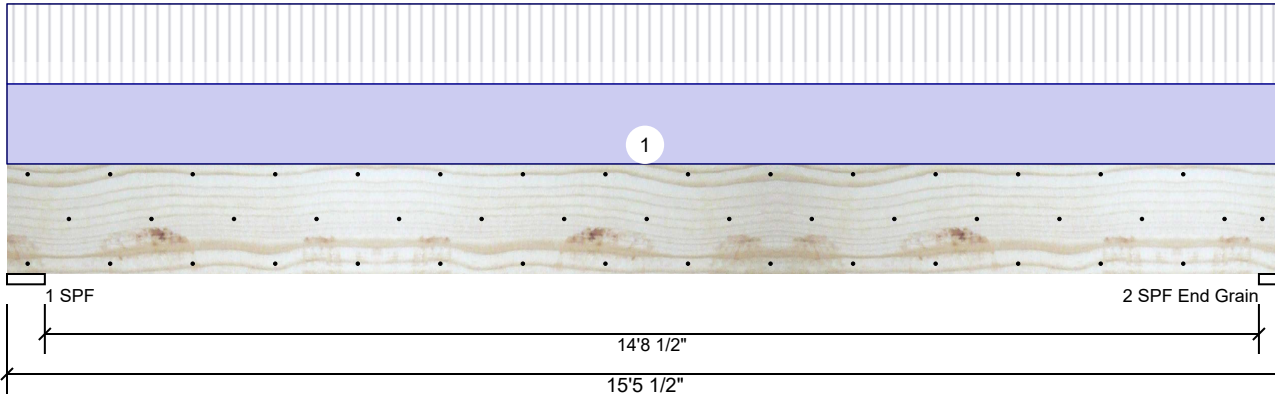 1
1 SPF
2 SPF End Grain
14'8 1/2"
15'5 1/2"